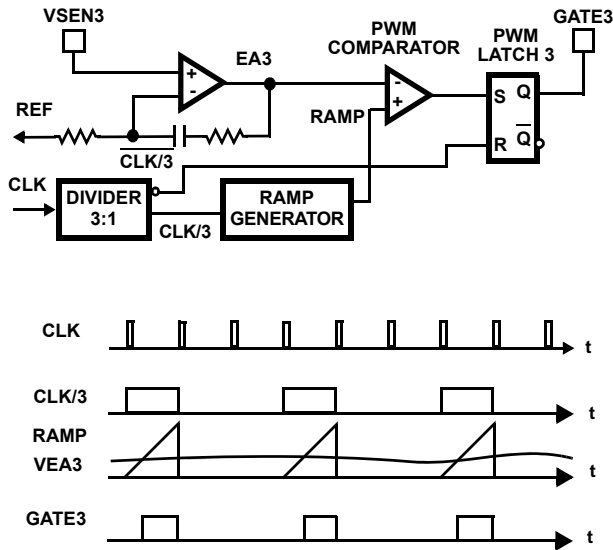 VSEN3
GATE3
EA3
PWM
COMPARATOR
PWM
LATCH 3
+
-
-
+
S Q
REF
RAMP
R Q
CLK/3
CLK
DIVIDER
3:1
RAMP
GENERATOR
CLK/3
CLK
t
CLK/3
t
RAMP
VEA3
t
GATE3
t